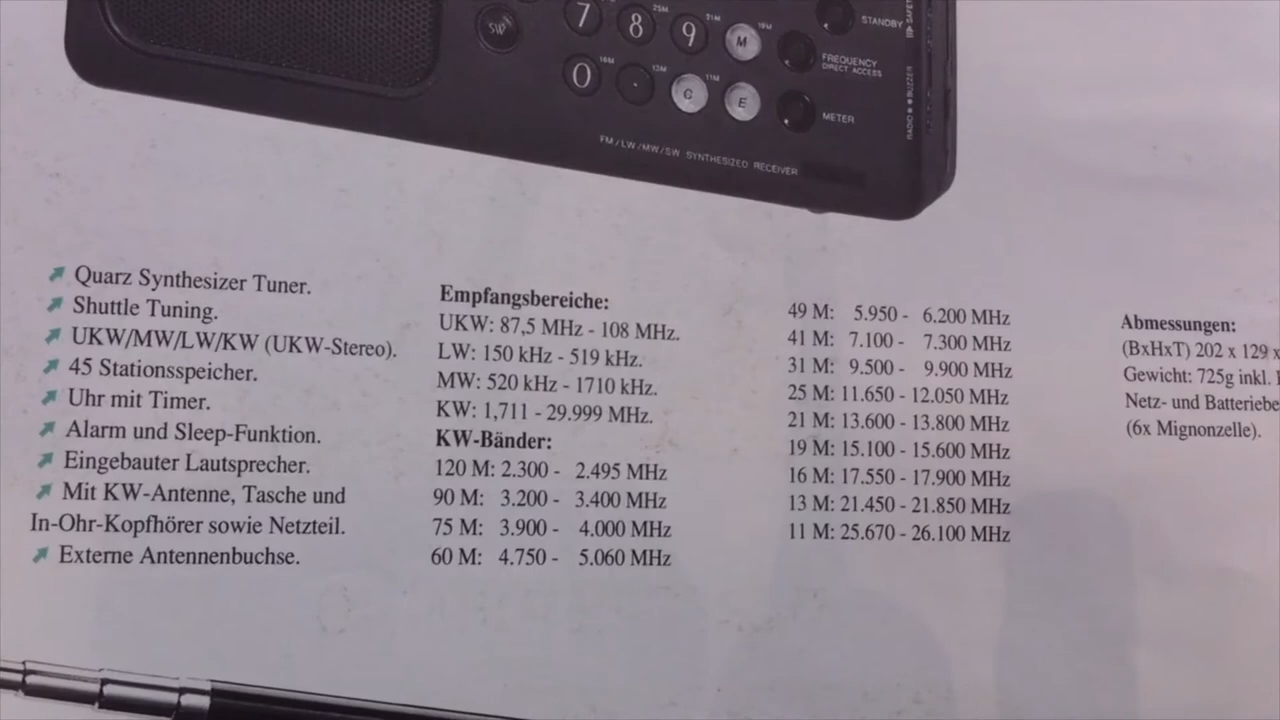 SW
7
25M
8
21M
9
19M
M
STANDBY
FREQUENCY
DIRECT ACCESS
16M
0
13M
.
11M
C
E
METER
RADIO ● ● BUZZER
FM / LW / MW / SW SYNTHESIZED RECEIVER
Quarz Synthesizer Tuner.
Shuttle Tuning.
UKW/MW/LW/KW (UKW-Stereo).
45 Stationsspeicher.
Uhr mit Timer.
Alarm und Sleep-Funktion.
Eingebauter Lautsprecher.
Mit KW-Antenne, Tasche und
In-Ohr-Kopfhörer sowie Netzteil.
Externe Antennenbuchse.
Empfangsbereiche:
UKW: 87,5 MHz - 108 MHz.
LW: 150 kHz - 519 kHz.
MW: 520 kHz - 1710 kHz.
KW: 1,711 - 29.999 MHz.
KW-Bänder:
120 M: 2.300 - 2.495 MHz
90 M: 3.200 - 3.400 MHz
75 M: 3.900 - 4.000 MHz
60 M: 4.750 - 5.060 MHz
49 M: 5.950 - 6.200 MHz
41 M: 7.100 - 7.300 MHz
31 M: 9.500 - 9.900 MHz
25 M: 11.650 - 12.050 MHz
21 M: 13.600 - 13.800 MHz
19 M: 15.100 - 15.600 MHz
16 M: 17.550 - 17.900 MHz
13 M: 21.450 - 21.850 MHz
11 M: 25.670 - 26.100 MHz
Abmessungen:
(BxHxT) 202 x 129 x
Gewicht: 725g inkl.
Netz- und Batteriebe
(6x Mignonzelle).